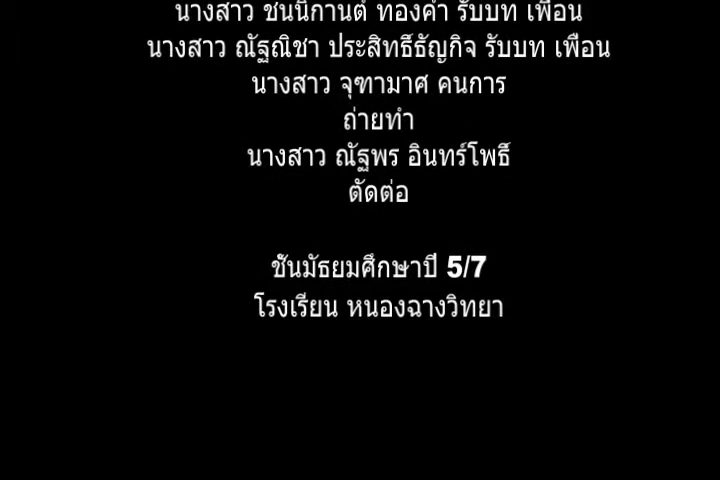 นางสาว ชนนิกานต์ ทองคำ รับบท เพื่อน
นางสาว ณัฐณิชา ประสิทธิ์ธัญกิจ รับบท เพื่อน
นางสาว จุฑามาศ คนการ
ถ่ายทำ
นางสาว ณัฐพร อินทร์โพธิ์
ตัดต่อ
ชั้นมัธยมศึกษาปี 5/7
โรงเรียน หนองฉางวิทยา